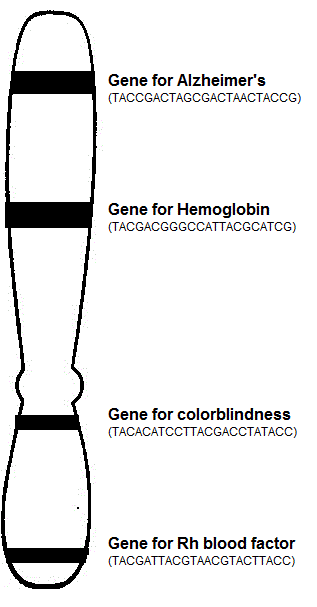 Gene for Alzheimer's
(TACCGACTAGCGACTAACTACCG)
Gene for Hemoglobin
(TACGACGGGCCATTACGCATCG)
Gene for colorblindness
(TACACATCCTTACGACCTATACC)
Gene for Rh blood factor
(TACGATTACGTAACGTACTTACC)